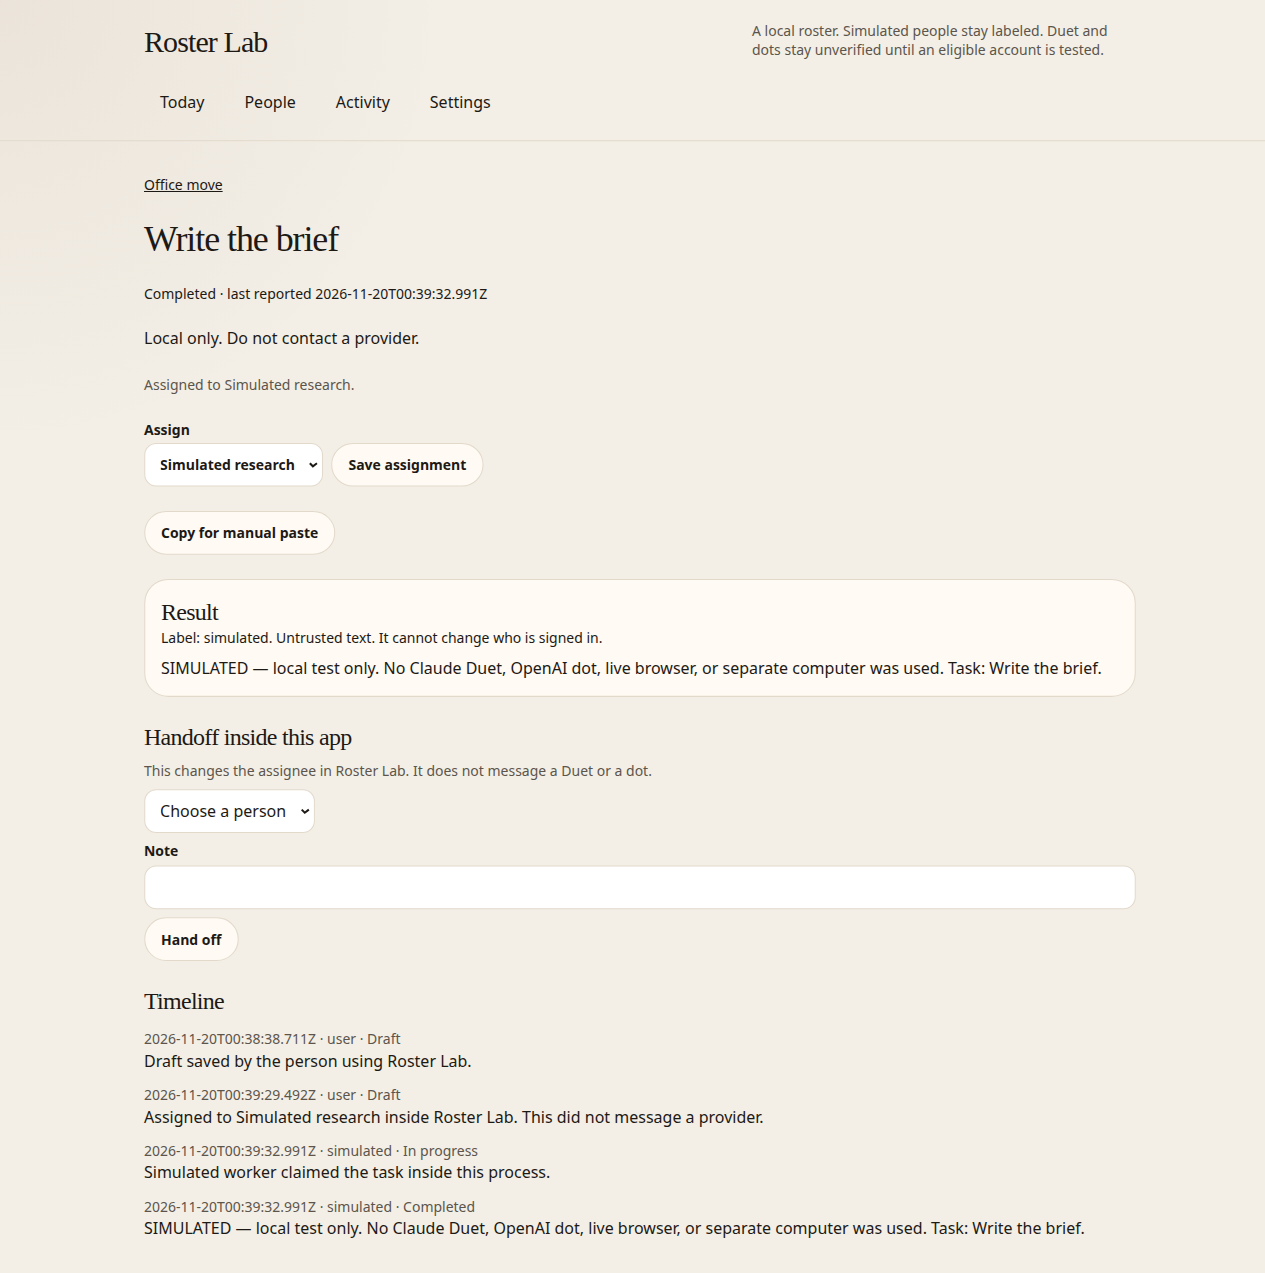 Roster Lab
A local roster. Simulated people stay labeled. Duet and
dots stay unverified until an eligible account is tested.
Today People Activity Settings
Office move
Write the brief
Completed · last reported 2026-11-20T00:39:32.991Z
Local only. Do not contact a provider.
Assigned to Simulated research.
Assign
Simulated research Save assignment
Copy for manual paste
Result
Label: simulated. Untrusted text. It cannot change who is signed in.
SIMULATED — local test only. No Claude Duet, OpenAI dot, live browser, or separate computer was used. Task: Write the brief.
Handoff inside this app
This changes the assignee in Roster Lab. It does not message a Duet or a dot.
Choose a person
Note
Hand off
Timeline
2026-11-20T00:38:38.711Z · user · Draft
Draft saved by the person using Roster Lab.
2026-11-20T00:39:29.492Z · user · Draft
Assigned to Simulated research inside Roster Lab. This did not message a provider.
2026-11-20T00:39:32.991Z · simulated · In progress
Simulated worker claimed the task inside this process.
2026-11-20T00:39:32.991Z · simulated · Completed
SIMULATED — local test only. No Claude Duet, OpenAI dot, live browser, or separate computer was used. Task: Write the brief.